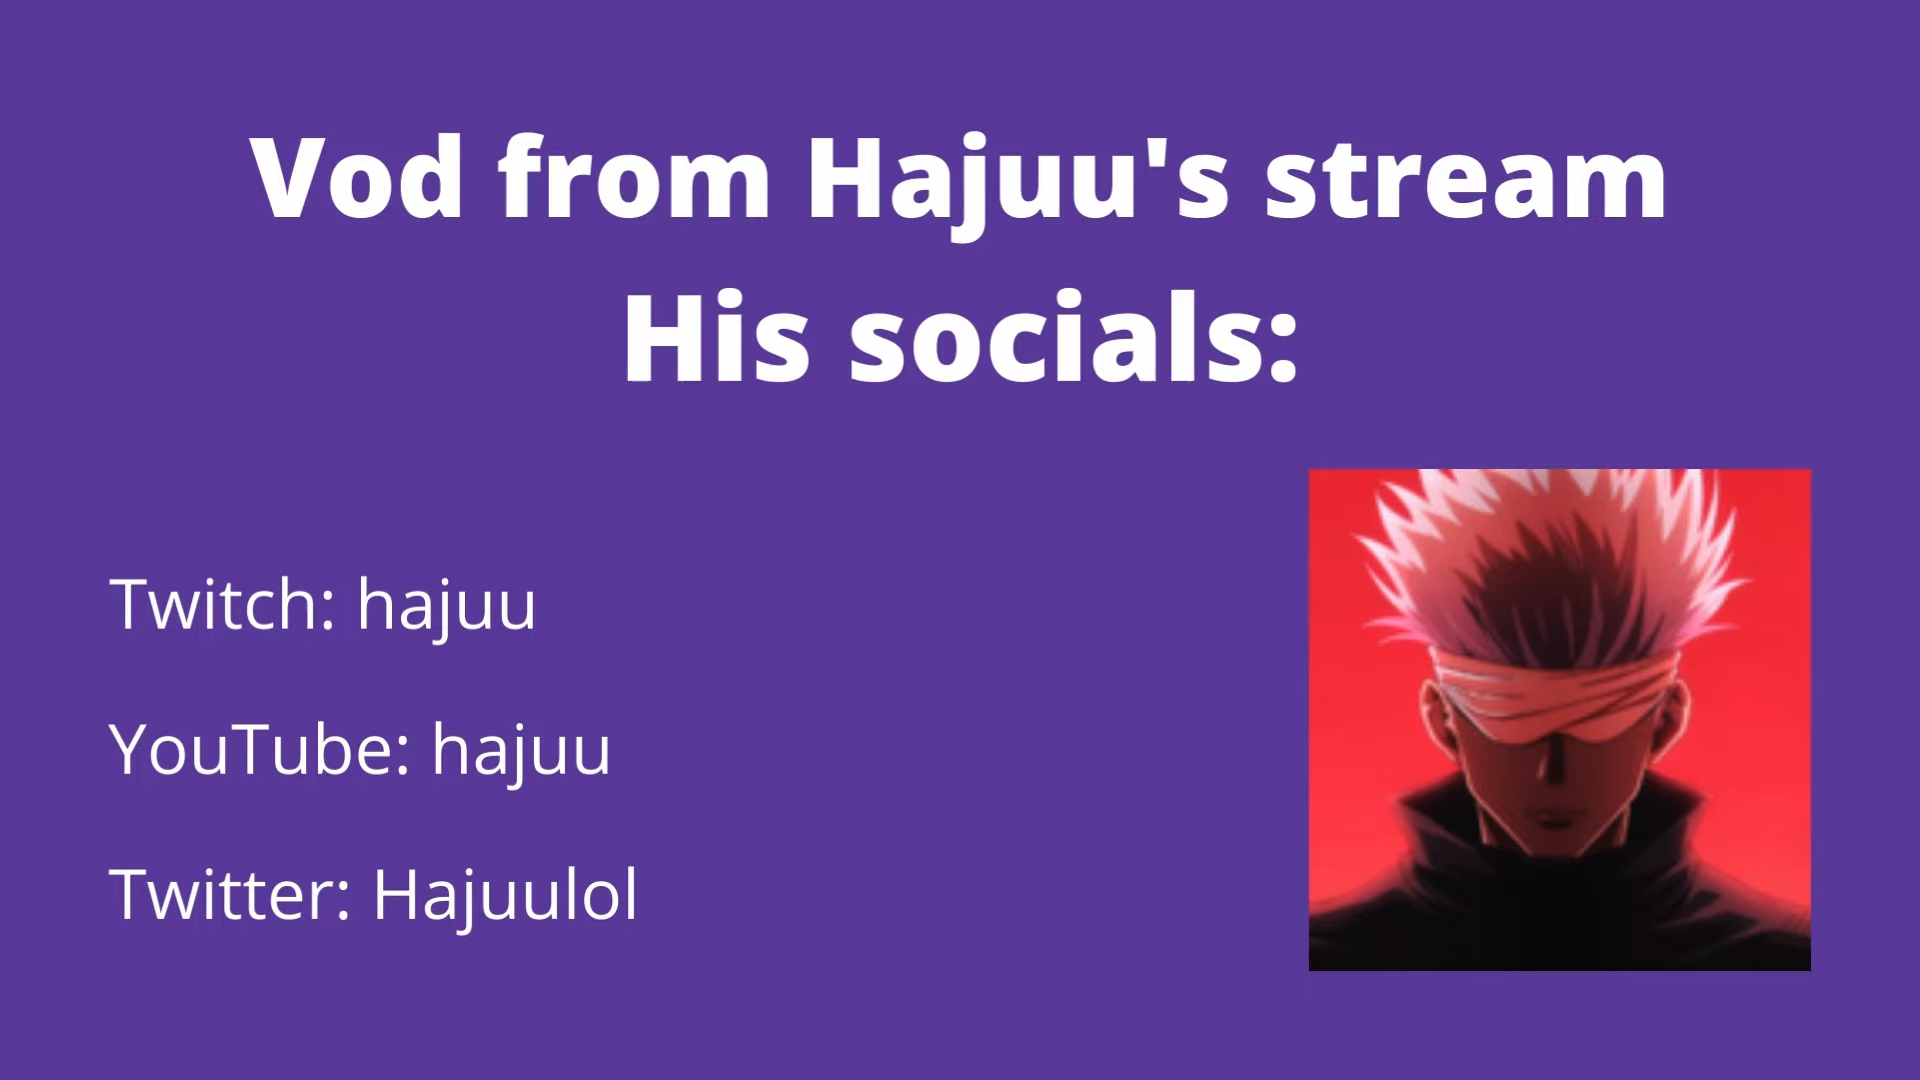 Vod from Hajuu's stream
His socials:
Twitch: hajuu
YouTube: hajuu
Twitter: Hajuulol